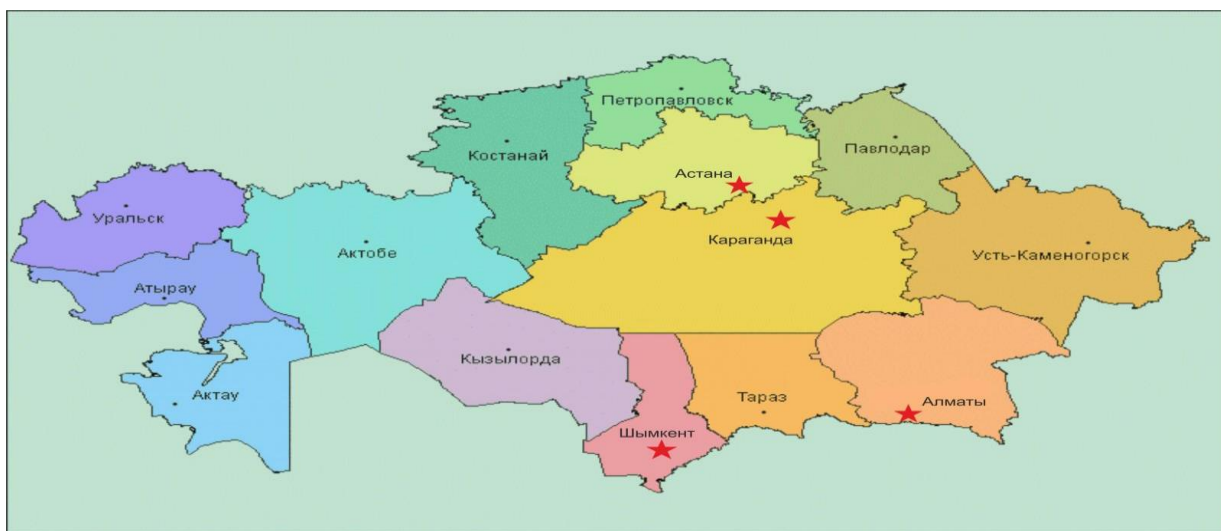 Петропавловск
Костанай
Павлодар
Астана
Уральск
Караганда
Актобе
Усть-Каменогорск
Атырау
Кызылорда
Актау
Тараз
Алматы
Шымкент